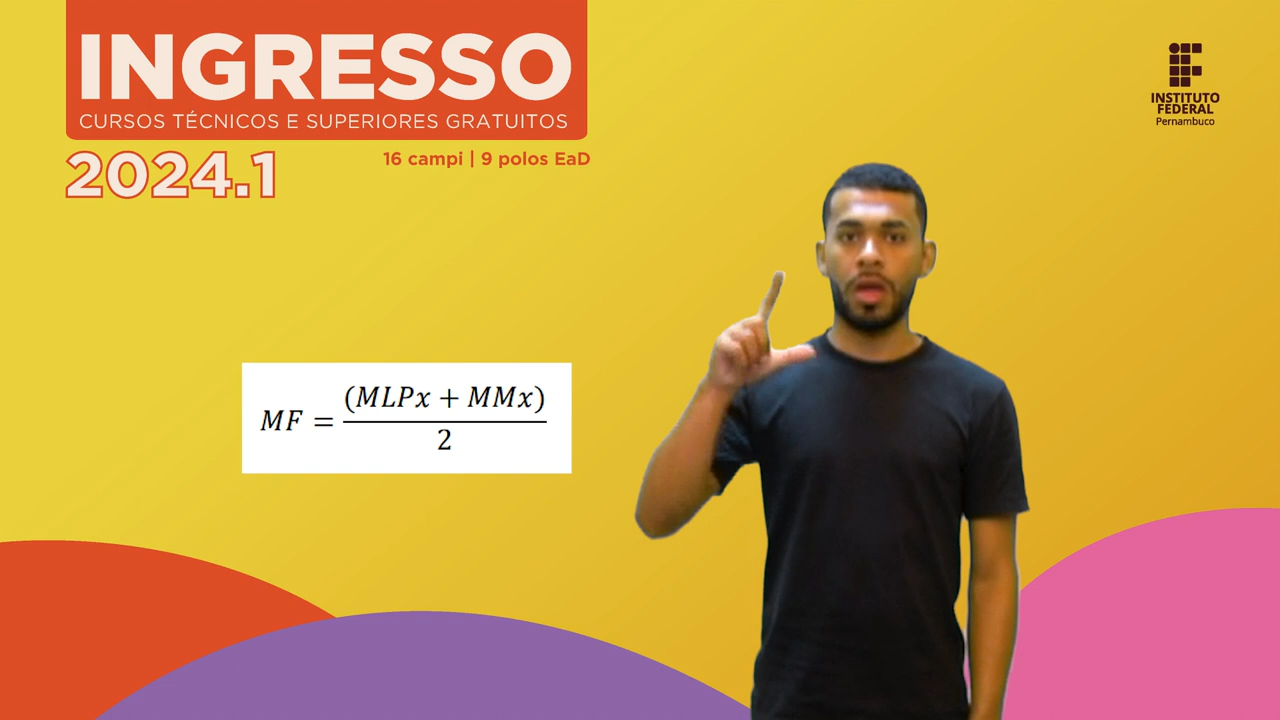 INGRESSO
CURSOS TÉCNICOS E SUPERIORES GRATUITOS
2024.1
16 campi | 9 polos EaD
INSTITUTO
FEDERAL
Pernambuco
MF = (MLPx + MMx) / 2